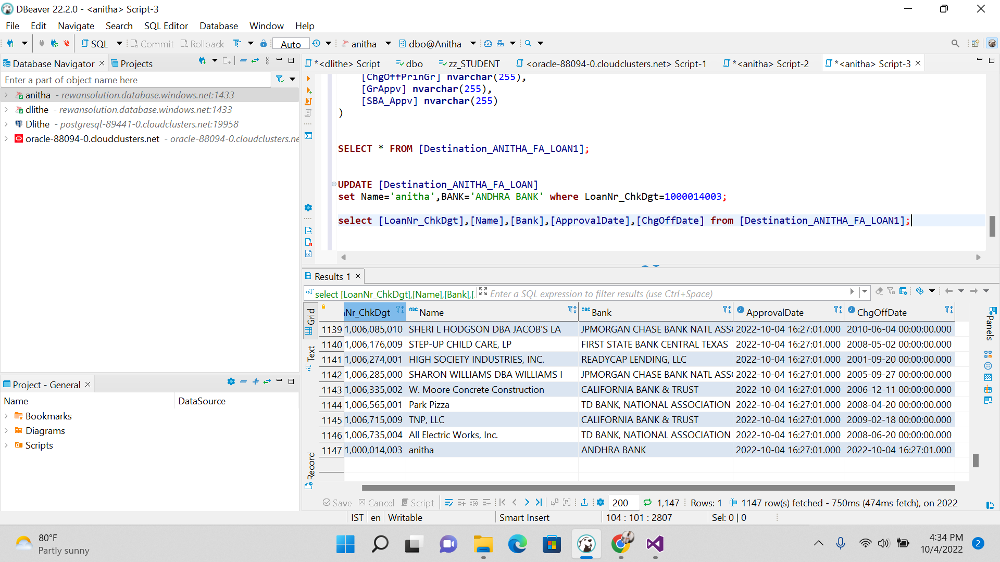 DBeaver 22.2.0 - <anitha> Script-3
File Edit Navigate Search SQL Editor Database Window Help
SQL Commit Rollback Auto anitha dbo@Anitha
Database Navigator Projects
*<dlithe> Script dbo zz_STUDENT <oracle-88094-0.cloudclusters.net> Script-1 *<anitha> Script-2 *<anitha> Script-3
Enter a part of object name here
anitha - rewansolution.database.windows.net:1433
dlithe - rewansolution.database.windows.net:1433
Dlithe - postgresql-89441-0.cloudclusters.net:19958
oracle-88094-0.cloudclusters.net - oracle-88094-0.cloudclusters.ne
[ChgOffPrinGr] nvarchar(255),
[GrAppv] nvarchar(255),
[SBA_Appv] nvarchar(255)
)
SELECT * FROM [Destination_ANITHA_FA_LOAN1];
UPDATE [Destination_ANITHA_FA_LOAN]
set Name='anitha',BANK='ANDHRA BANK' where LoanNr_ChkDgt=1000014003;
select [LoanNr_ChkDgt],[Name],[Bank],[ApprovalDate],[ChgOffDate] from [Destination_ANITHA_FA_LOAN1];
Results 1
select [LoanNr_ChkDgt],[Name],[Bank],[ Enter a SQL expression to filter results (use Ctrl+Space)
Grid
Text
Record
Panels
Nr_ChkDgt Name Bank ApprovalDate ChgOffDate
1139 1,006,085,010 SHERI L HODGSON DBA JACOB'S LA JPMORGAN CHASE BANK NATL ASSO 2022-10-04 16:27:01.000 2010-06-04 00:00:00.000
1140 1,006,176,009 STEP-UP CHILD CARE, LP FIRST STATE BANK CENTRAL TEXAS 2022-10-04 16:27:01.000 2008-05-02 00:00:00.000
1141 1,006,274,001 HIGH SOCIETY INDUSTRIES, INC. READYCAP LENDING, LLC 2022-10-04 16:27:01.000 2001-09-20 00:00:00.000
1142 1,006,285,000 SHARON WILLIAMS DBA WILLIAMS I JPMORGAN CHASE BANK NATL ASSO 2022-10-04 16:27:01.000 2005-09-27 00:00:00.000
1143 1,006,335,002 W. Moore Concrete Construction CALIFORNIA BANK & TRUST 2022-10-04 16:27:01.000 2006-12-11 00:00:00.000
1144 1,006,565,001 Park Pizza TD BANK, NATIONAL ASSOCIATION 2022-10-04 16:27:01.000 2008-04-20 00:00:00.000
1145 1,006,715,009 TNP, LLC CALIFORNIA BANK & TRUST 2022-10-04 16:27:01.000 2009-02-18 00:00:00.000
1146 1,006,735,004 All Electric Works, Inc. TD BANK, NATIONAL ASSOCIATION 2022-10-04 16:27:01.000 2008-06-20 00:00:00.000
1147 1,000,014,003 anitha ANDHRA BANK 2022-10-04 16:27:01.000 2022-10-04 16:27:01.000
Project - General
Name DataSource
Bookmarks
Diagrams
Scripts
Save Cancel Script 200 1,147 Rows: 1 1147 row(s) fetched - 750ms (474ms fetch), on 2022
IST en Writable Smart Insert 104 : 101 : 2807 Sel: 0 | 0
80°F
Partly sunny
4:34 PM
10/4/2022
2